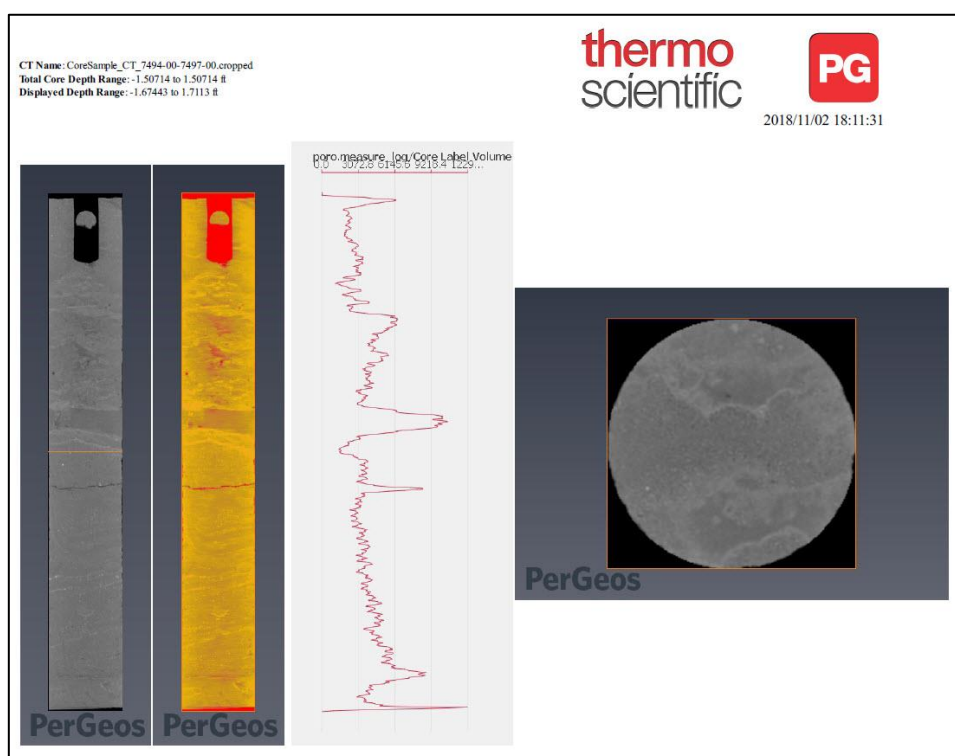 CT Name: CoreSample_CT_7494-00-7497-00.cropped
Total Core Depth Range: -1.50714 to 1.50714 ft
Displayed Depth Range: -1.67443 to 1.7113 ft
thermo
scientific
PG
2018/11/02 18:11:31
poro.measure_log/Core Label Volume
0.0 3072.8 6145.6 9218.4 1229...
PerGeos
PerGeos
PerGeos